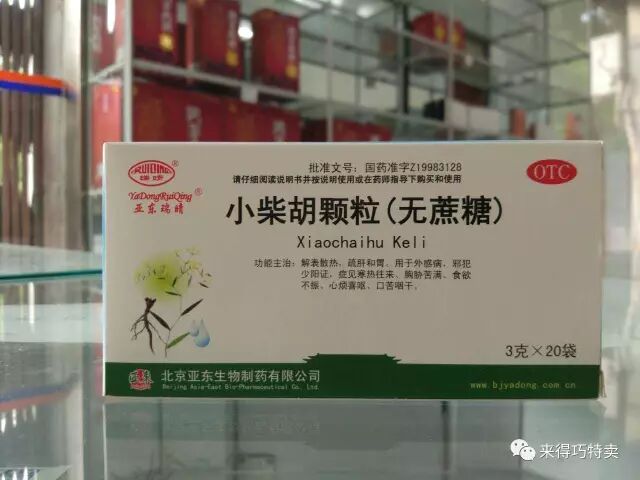 批准文号：国药准字Z19983128
请仔细阅读说明书并按说明使用或在药师指导下购买和使用
OTC
RUIQING
瑞晴
YaDongRuiQing®
亚东瑞晴
小柴胡颗粒(无蔗糖)
Xiaochaihu Keli
功能主治：解表散热，疏肝和胃。用于外感病，邪犯
少阳证，症见寒热往来、胸胁苦满、食欲
不振、心烦喜呕、口苦咽干。
3克×20袋
北京亚东生物制药有限公司
Beijing Asia-East Bio-Pharmaceutical Co., Ltd.
www.bjyadong.com.cn
来得巧特卖